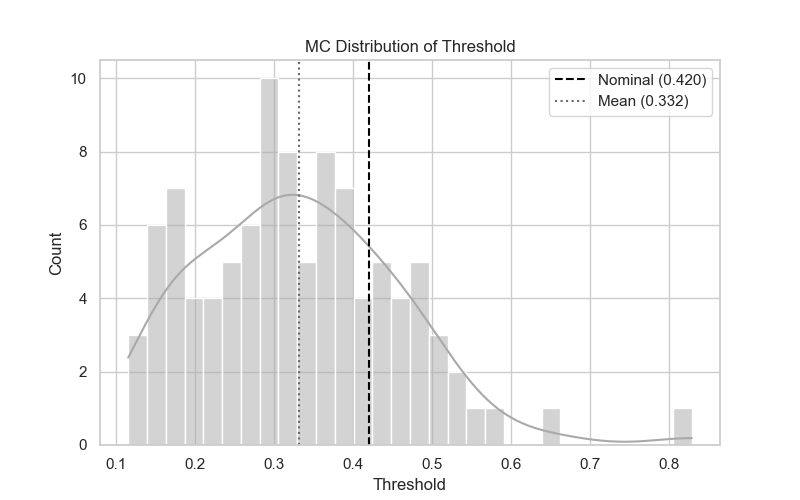 MC Distribution of Threshold
Nominal (0.420)
Mean (0.332)
Count
10
8
6
4
2
0
0.1 0.2 0.3 0.4 0.5 0.6 0.7 0.8
Threshold